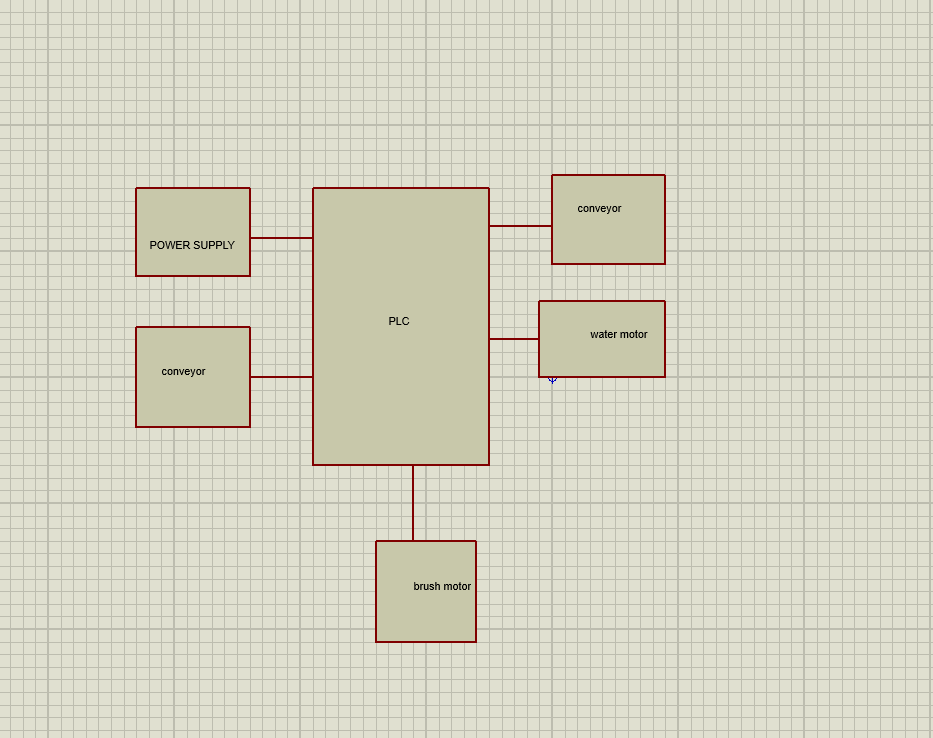 conveyor
POWER SUPPLY
PLC
water motor
conveyor
brush motor